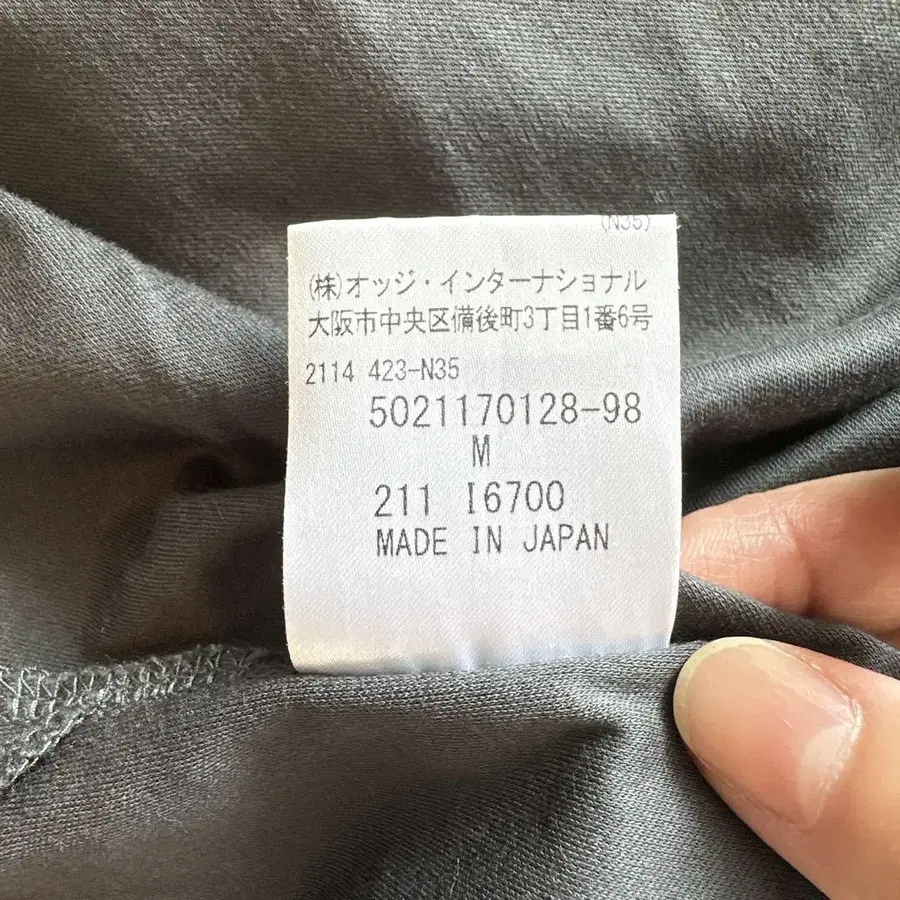 (N35)
(株)オッジ・インターナショナル
大阪市中央区備後町3丁目1番6号
2114 423-N35
5021170128-98
M
211 I6700
MADE IN JAPAN